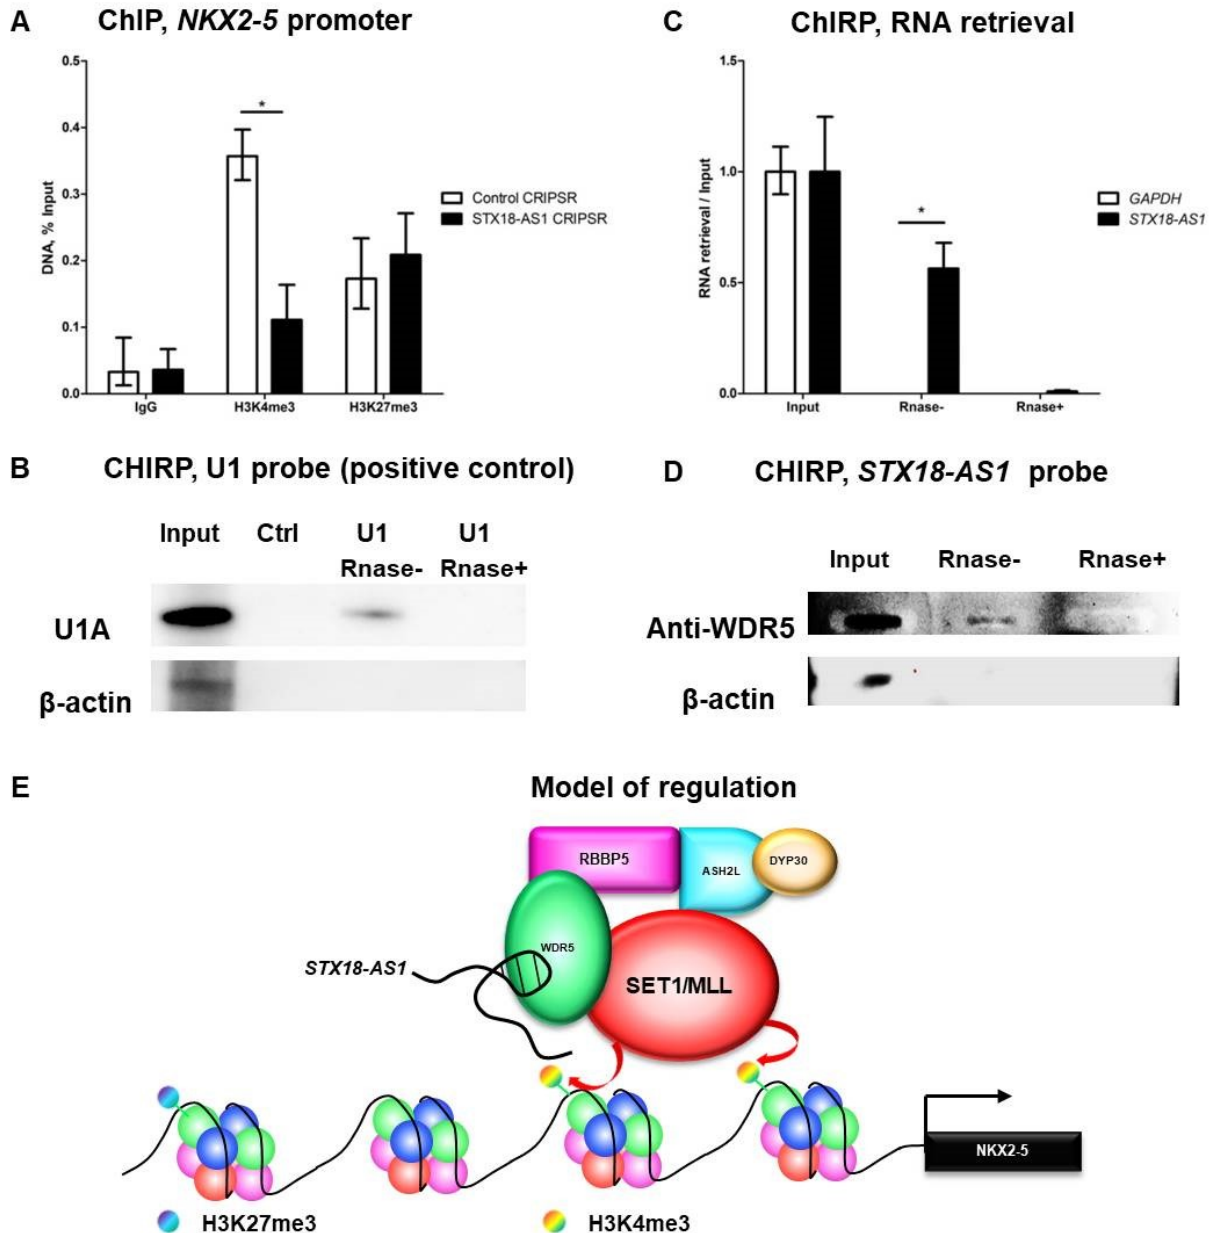 A
ChIP, NKX2-5 promoter
0.5
0.4
0.3
0.2
0.1
0.0
DNA, % Input
*
IgG
H3K4me3
H3K27me3
Control CRIPSR
STX18-AS1 CRIPSR
C
ChIRP, RNA retrieval
1.5
1.0
0.5
0.0
RNA retrieval / Input
*
Input
Rnase-
Rnase+
GAPDH
STX18-AS1
B
CHIRP, U1 probe (positive control)
Input Ctrl U1 U1
Rnase- Rnase+
U1A
β-actin
D
CHIRP, STX18-AS1 probe
Input Rnase- Rnase+
Anti-WDR5
β-actin
E
Model of regulation
RBBP5
ASH2L
DYP30
WDR5
STX18-AS1
SET1/MLL
NKX2-5
H3K27me3
H3K4me3